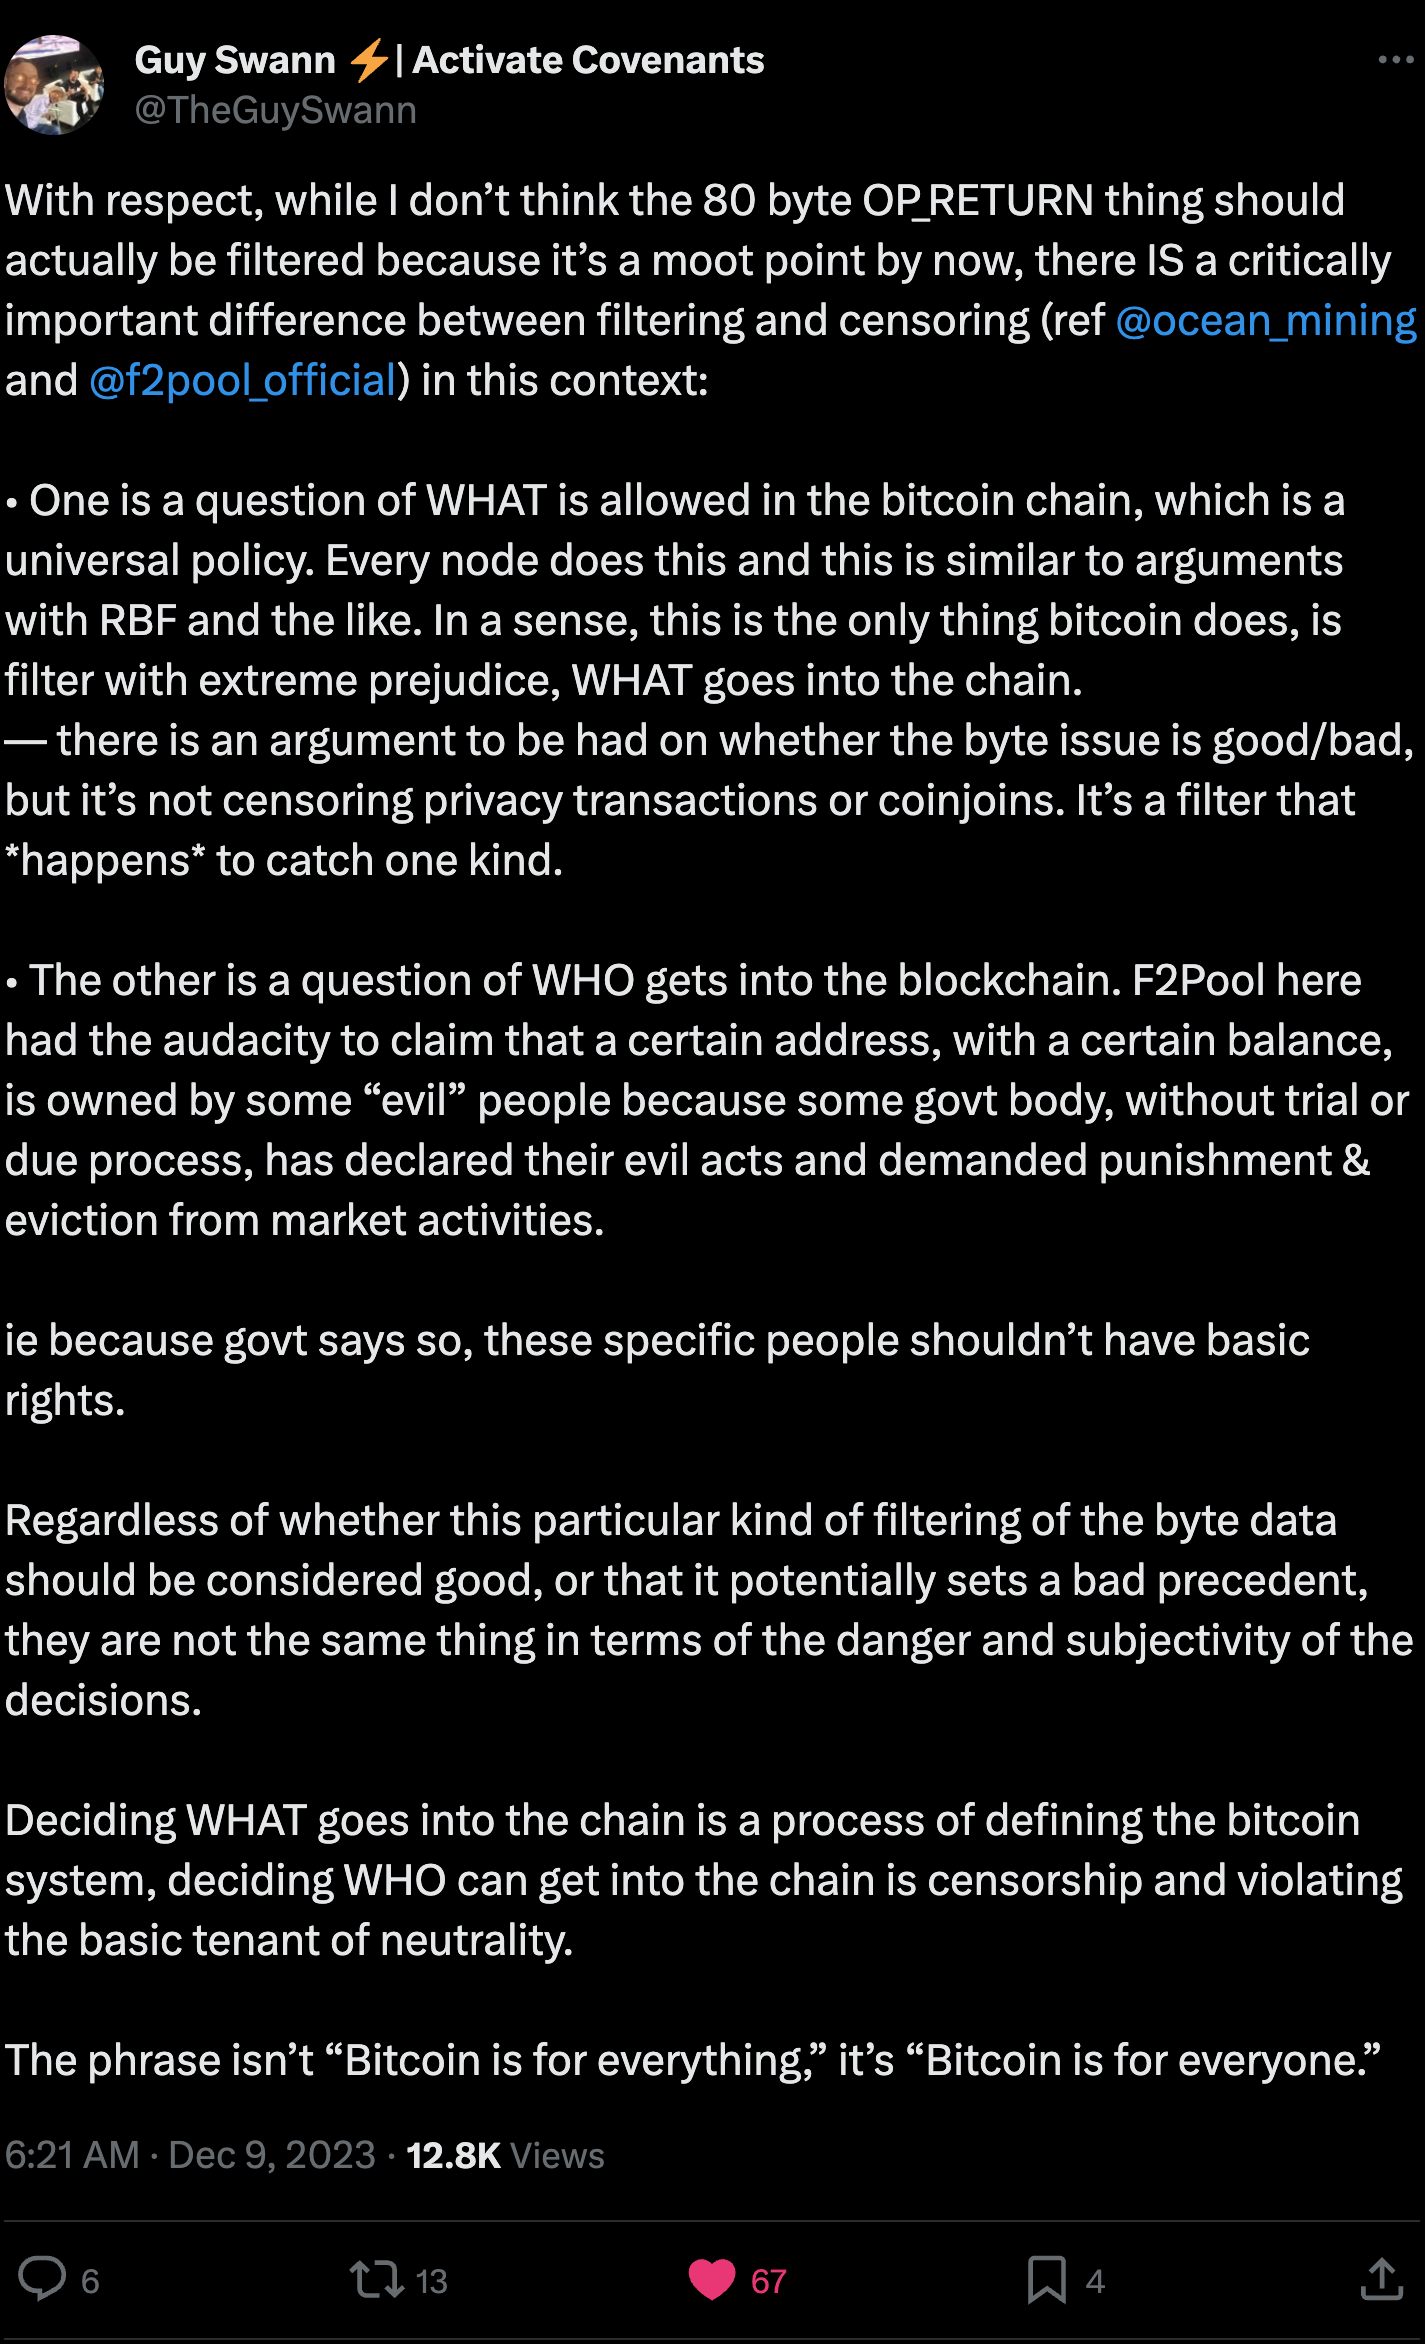 Guy Swann ⚡| Activate Covenants
@TheGuySwann
With respect, while I don’t think the 80 byte OP_RETURN thing should
actually be filtered because it’s a moot point by now, there IS a critically
important difference between filtering and censoring (ref @ocean_mining
and @f2pool_official) in this context:
• One is a question of WHAT is allowed in the bitcoin chain, which is a
universal policy. Every node does this and this is similar to arguments
with RBF and the like. In a sense, this is the only thing bitcoin does, is
filter with extreme prejudice, WHAT goes into the chain.
— there is an argument to be had on whether the byte issue is good/bad,
but it’s not censoring privacy transactions or coinjoins. It’s a filter that
*happens* to catch one kind.
• The other is a question of WHO gets into the blockchain. F2Pool here
had the audacity to claim that a certain address, with a certain balance,
is owned by some “evil” people because some govt body, without trial or
due process, has declared their evil acts and demanded punishment &
eviction from market activities.
ie because govt says so, these specific people shouldn’t have basic
rights.
Regardless of whether this particular kind of filtering of the byte data
should be considered good, or that it potentially sets a bad precedent,
they are not the same thing in terms of the danger and subjectivity of the
decisions.
Deciding WHAT goes into the chain is a process of defining the bitcoin
system, deciding WHO can get into the chain is censorship and violating
the basic tenant of neutrality.
The phrase isn’t “Bitcoin is for everything,” it’s “Bitcoin is for everyone.”
6:21 AM · Dec 9, 2023 · 12.8K Views
6 13 67 4